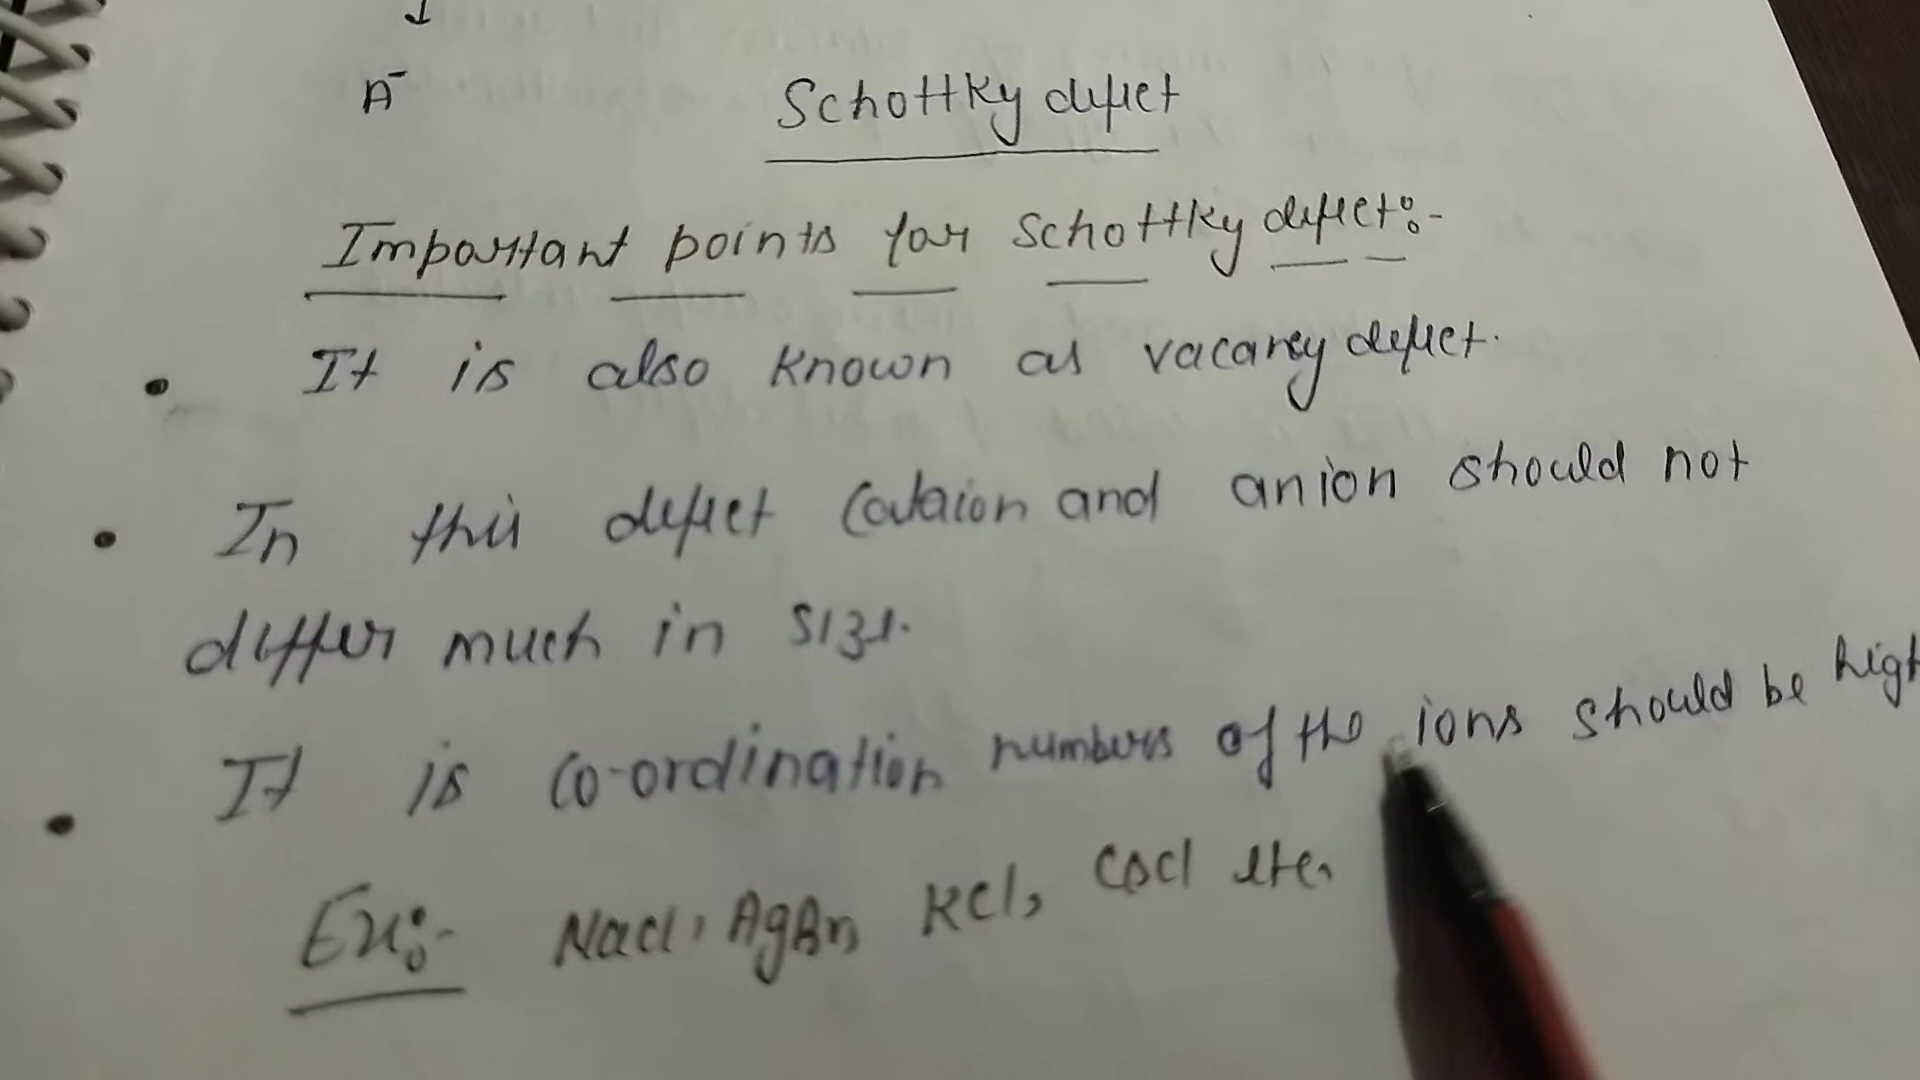 A⁻
Schottky defect
Important points for Schottky defect:-
• It is also known as vacancy defect.
• In this defect Cataion and anion should not
differ much in size.
• It is co-ordination numbers of the ions should be high
Ex:- Nacl, AgBr, Kcl, Cscl etc.